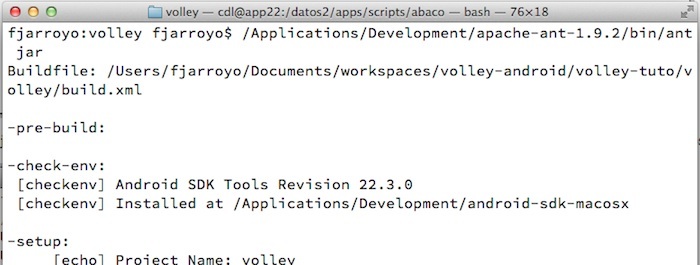 volley — cdl@app22:/datos2/apps/scripts/abaco — bash — 76×18
fjarroyo:volley fjarroyo$ /Applications/Development/apache-ant-1.9.2/bin/ant
 jar
Buildfile: /Users/fjarroyo/Documents/workspaces/volley-android/volley-tuto/v
olley/build.xml
-pre-build:
-check-env:
 [checkenv] Android SDK Tools Revision 22.3.0
 [checkenv] Installed at /Applications/Development/android-sdk-macosx
-setup:
     [echo] Project Name: volley